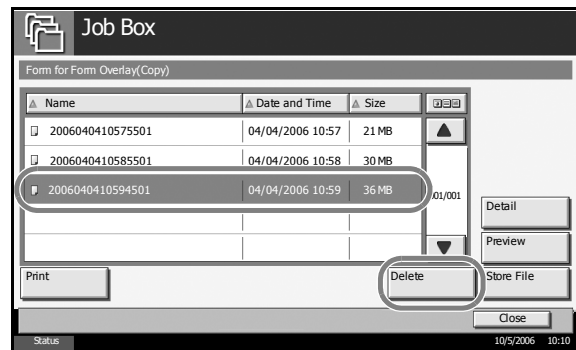 Job Box
Form for Form Overlay(Copy)
Name Date and Time Size
2006040410575501 04/04/2006 10:57 21 MB
2006040410585501 04/04/2006 10:58 30 MB
2006040410594501 04/04/2006 10:59 36 MB
001/001
Detail
Preview
Print Delete Store File
Close
Status 10/5/2006 10:10